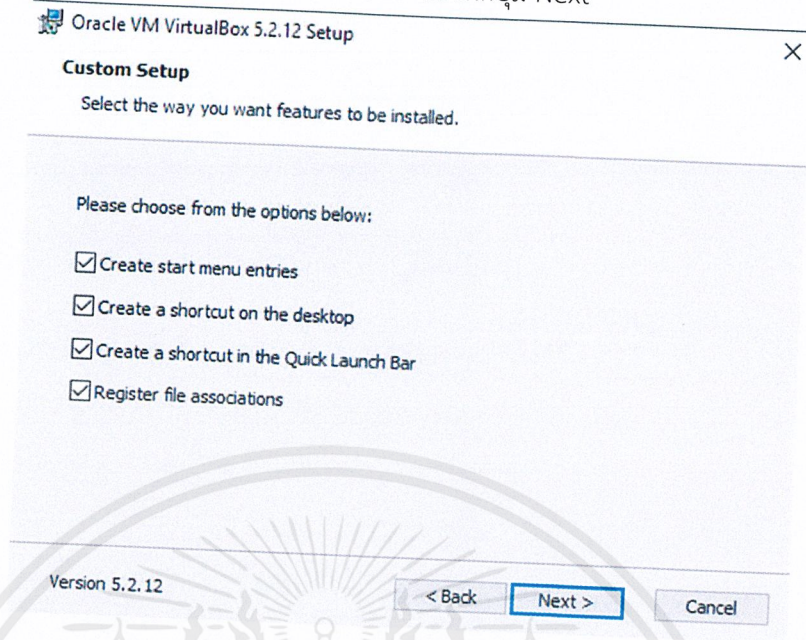 Next
Oracle VM VirtualBox 5.2.12 Setup
Custom Setup
Select the way you want features to be installed.
Please choose from the options below:
Create start menu entries
Create a shortcut on the desktop
Create a shortcut in the Quick Launch Bar
Register file associations
Version 5.2.12
< Back
Next >
Cancel